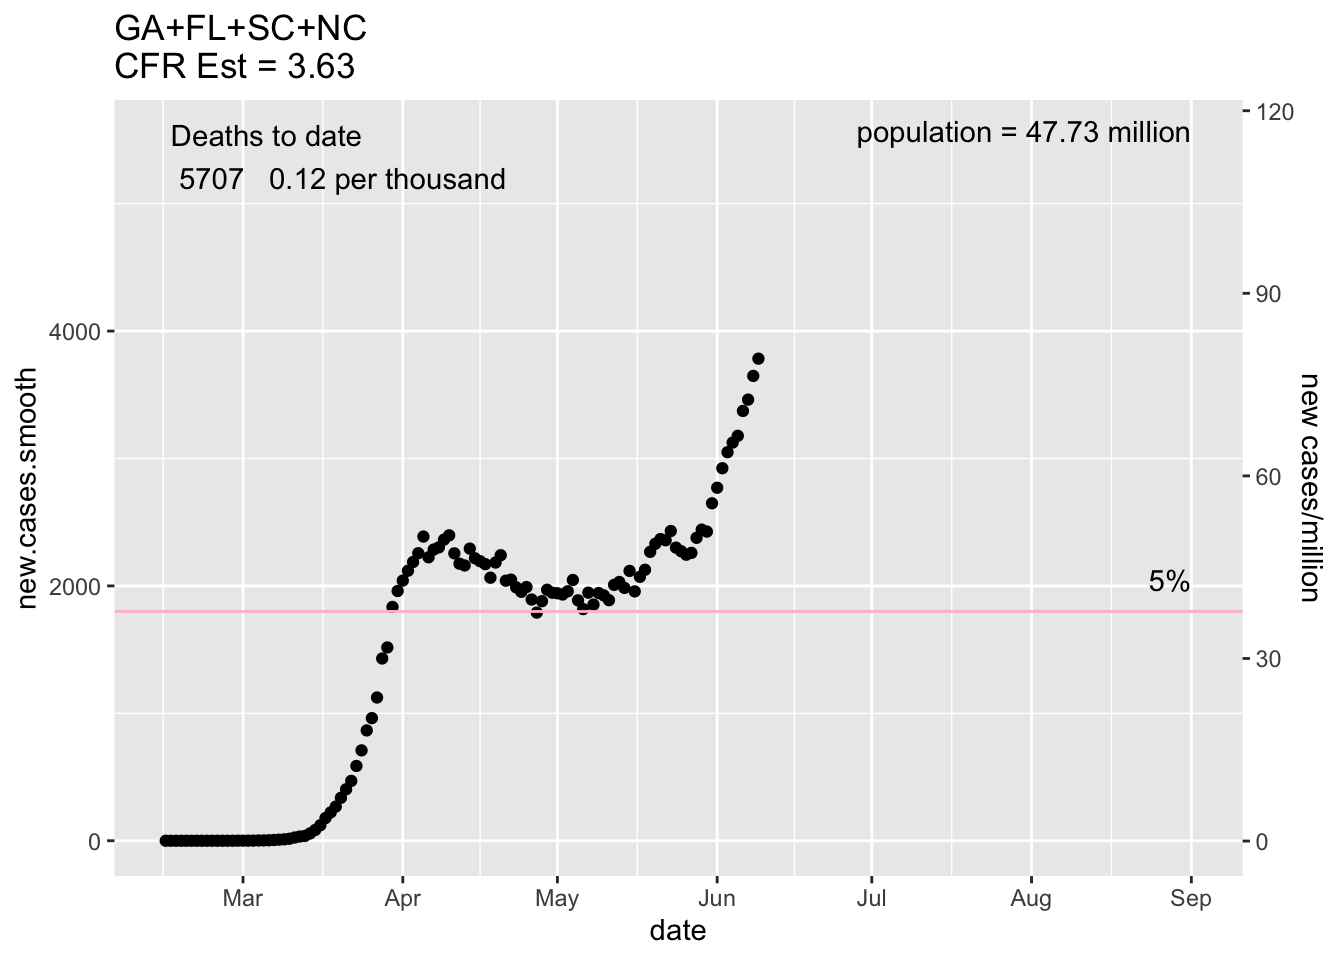 GA+FL+SC+NC
CFR Est = 3.63
Deaths to date
5707 0.12 per thousand
population = 47.73 million
120
90
4000
60
5%
2000
30
0
0
new.cases.smooth
new cases/million
Mar Apr May Jun Jul Aug Sep
date